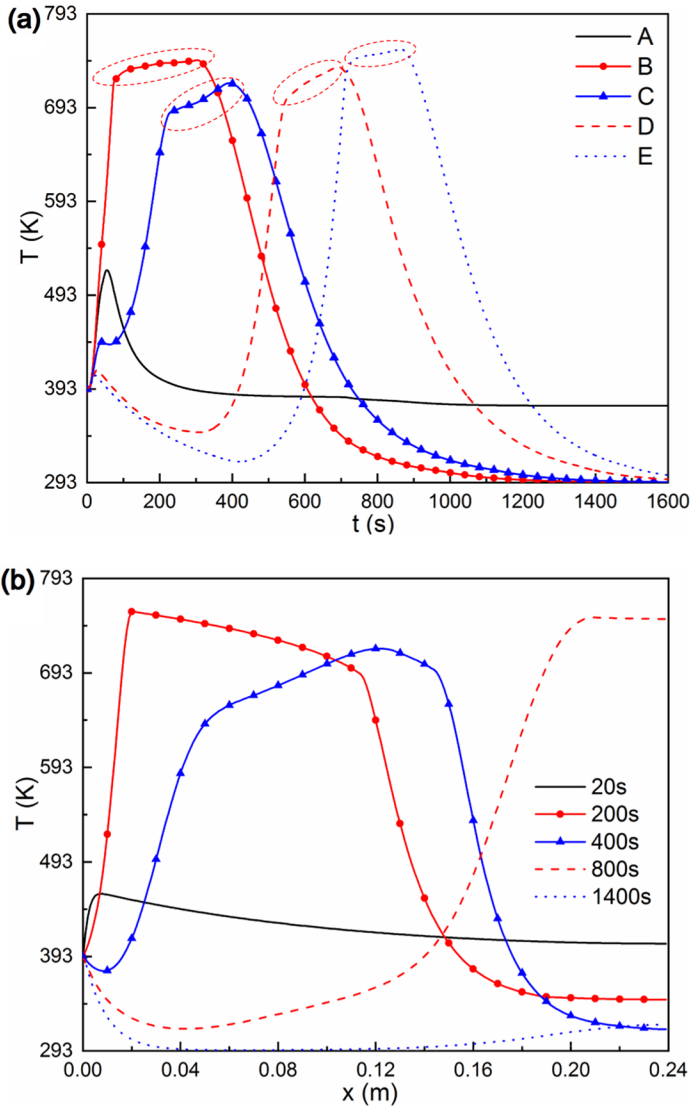 (a)
793
693
593
493
393
293
T (K)
A
B
C
D
E
0 200 400 600 800 1000 1200 1400 1600
t (s)
(b)
793
693
593
493
393
293
T (K)
20s
200s
400s
800s
1400s
0.00 0.04 0.08 0.12 0.16 0.20 0.24
x (m)